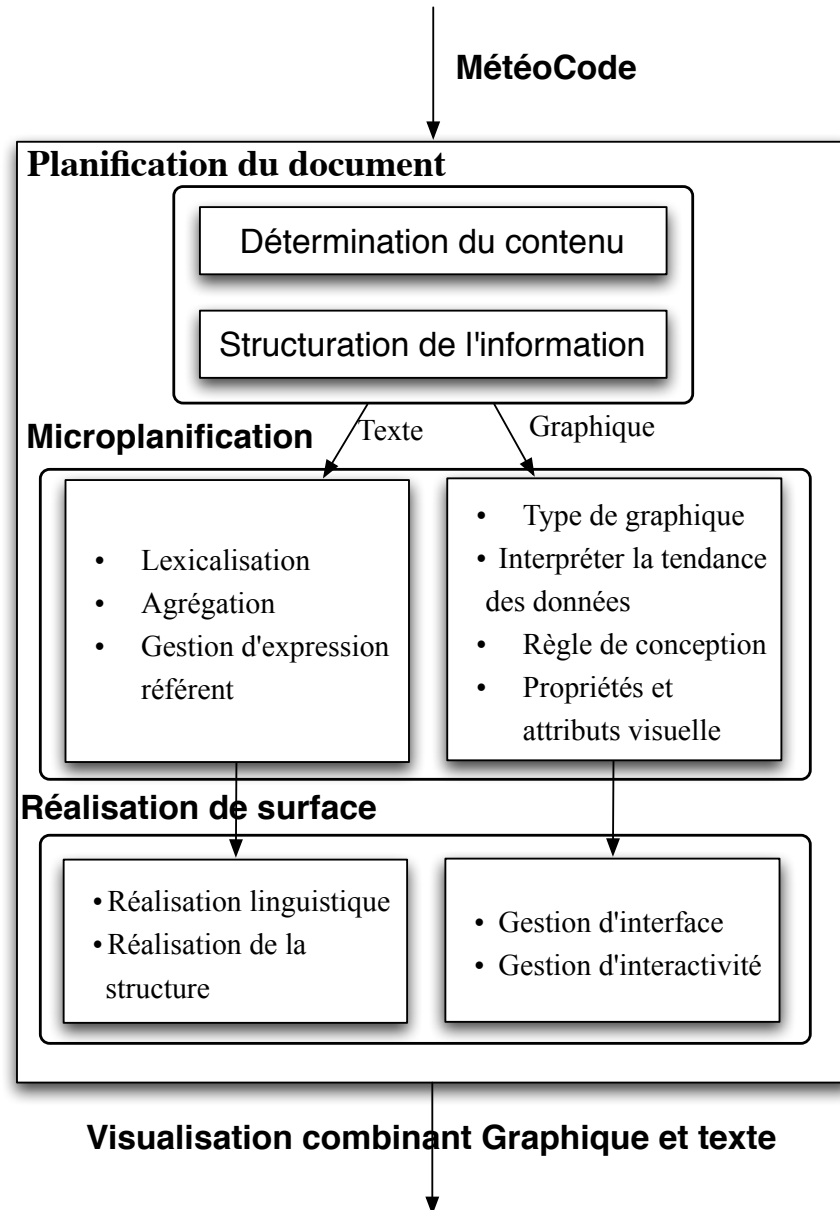 MétéoCode
Planification du document
Détermination du contenu
Structuration de l'information
Microplanification
Texte
Graphique
• Lexicalisation
• Agrégation
• Gestion d'expression
référent
• Type de graphique
• Interpréter la tendance
des données
• Règle de conception
• Propriétés et
attributs visuelle
Réalisation de surface
• Réalisation linguistique
• Réalisation de la
structure
• Gestion d'interface
• Gestion d'interactivité
Visualisation combinant Graphique et texte